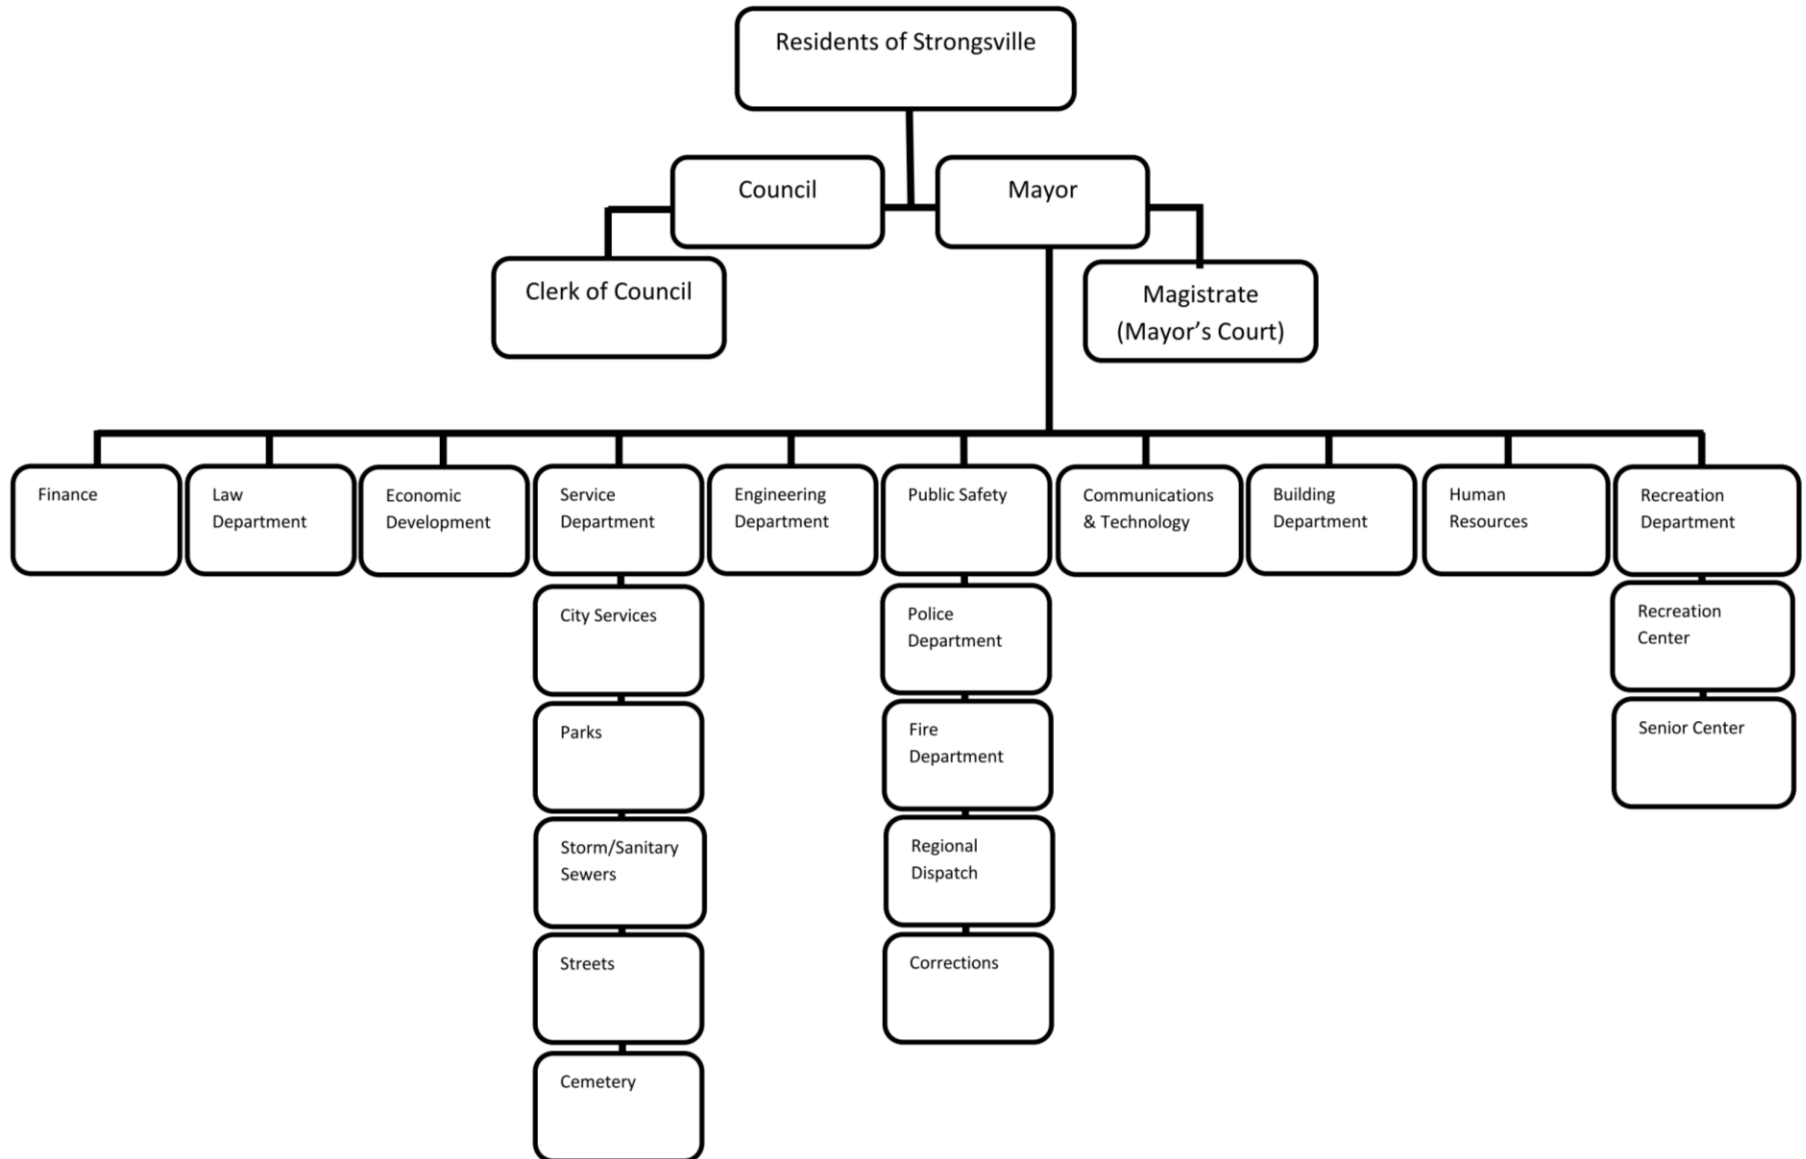 Residents of Strongsville
Council
Mayor
Clerk of Council
Magistrate
(Mayor’s Court)
Finance
Law
Department
Economic
Development
Service
Department
Engineering
Department
Public Safety
Communications
& Technology
Building
Department
Human
Resources
Recreation
Department
City Services
Police
Department
Recreation
Center
Parks
Fire
Department
Senior Center
Storm/Sanitary
Sewers
Regional
Dispatch
Streets
Corrections
Cemetery